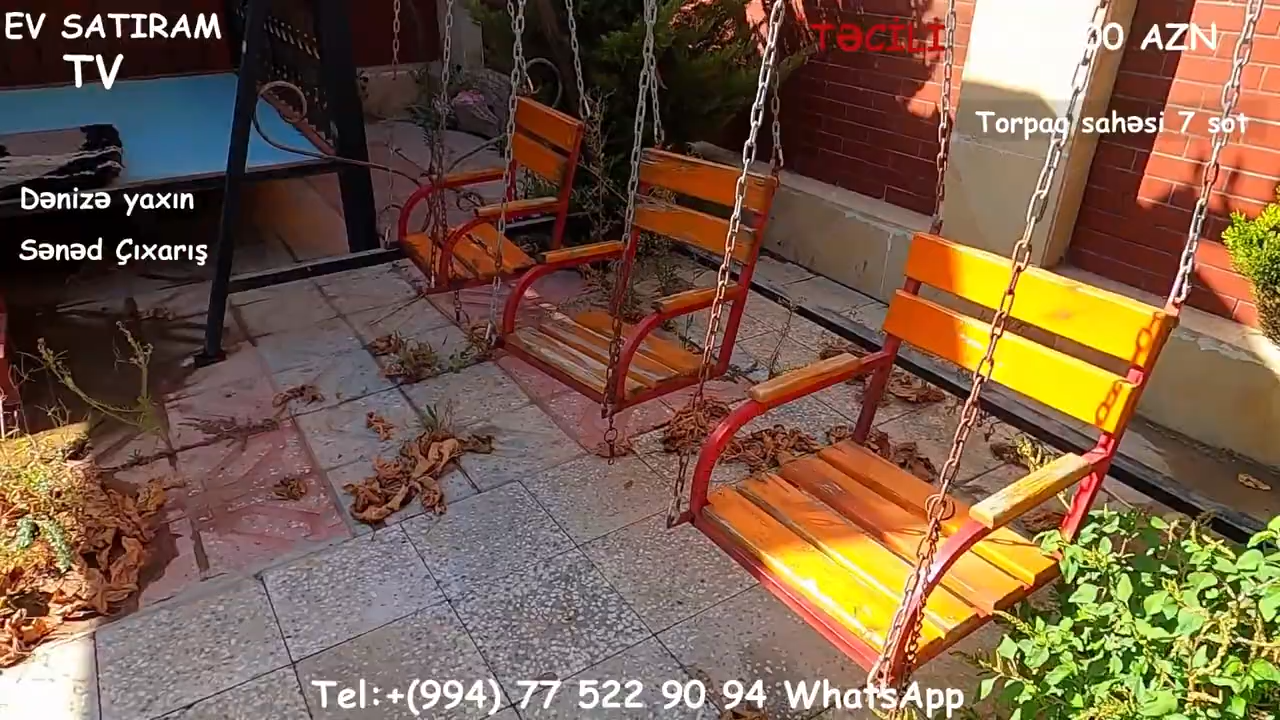 EV SATIRAM
TV
TƏCİLİ
00 AZN
Torpaq sahəsi 7 sot
Dənizə yaxın
Sənəd Çıxarış
Tel:+(994) 77 522 90 94 WhatsApp